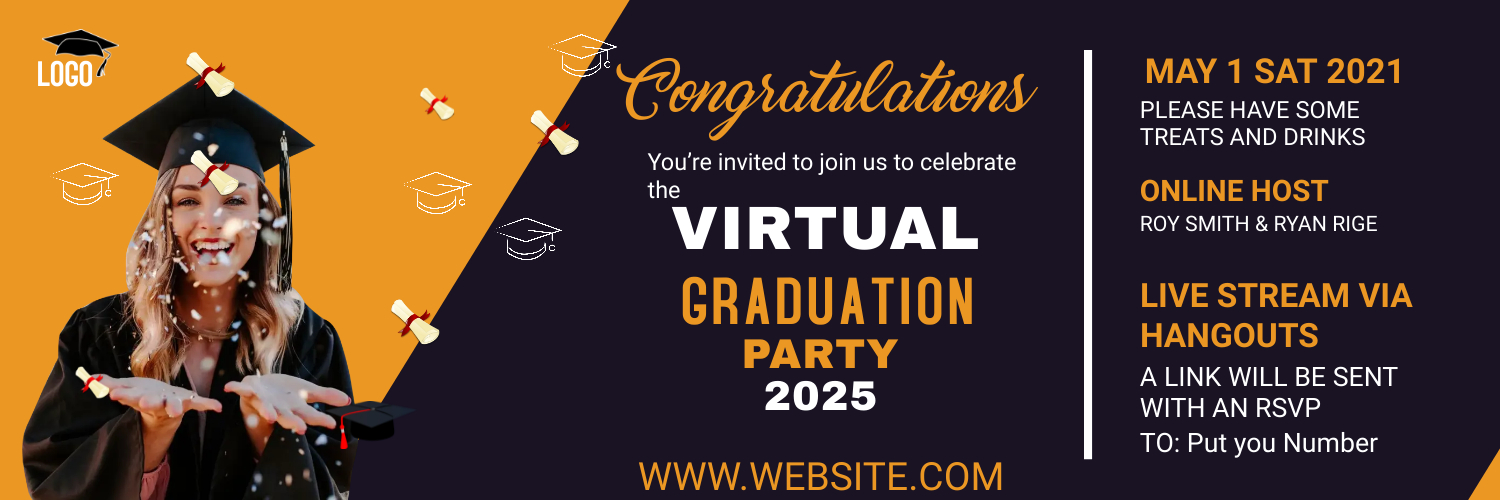 LOGO
Congratulations
You're invited to join us to celebrate
the
VIRTUAL
GRADUATION
PARTY
2025
WWW.WEBSITE.COM
MAY 1 SAT 2021
PLEASE HAVE SOME
TREATS AND DRINKS
ONLINE HOST
ROY SMITH & RYAN RIGE
LIVE STREAM VIA
HANGOUTS
A LINK WILL BE SENT
WITH AN RSVP
TO: Put you Number